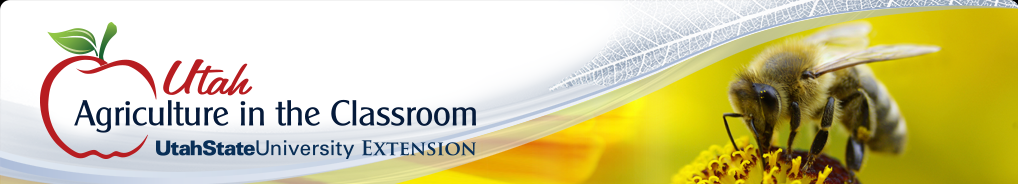 Utah
Agriculture in the Classroom
UtahStateUniversity EXTENSION